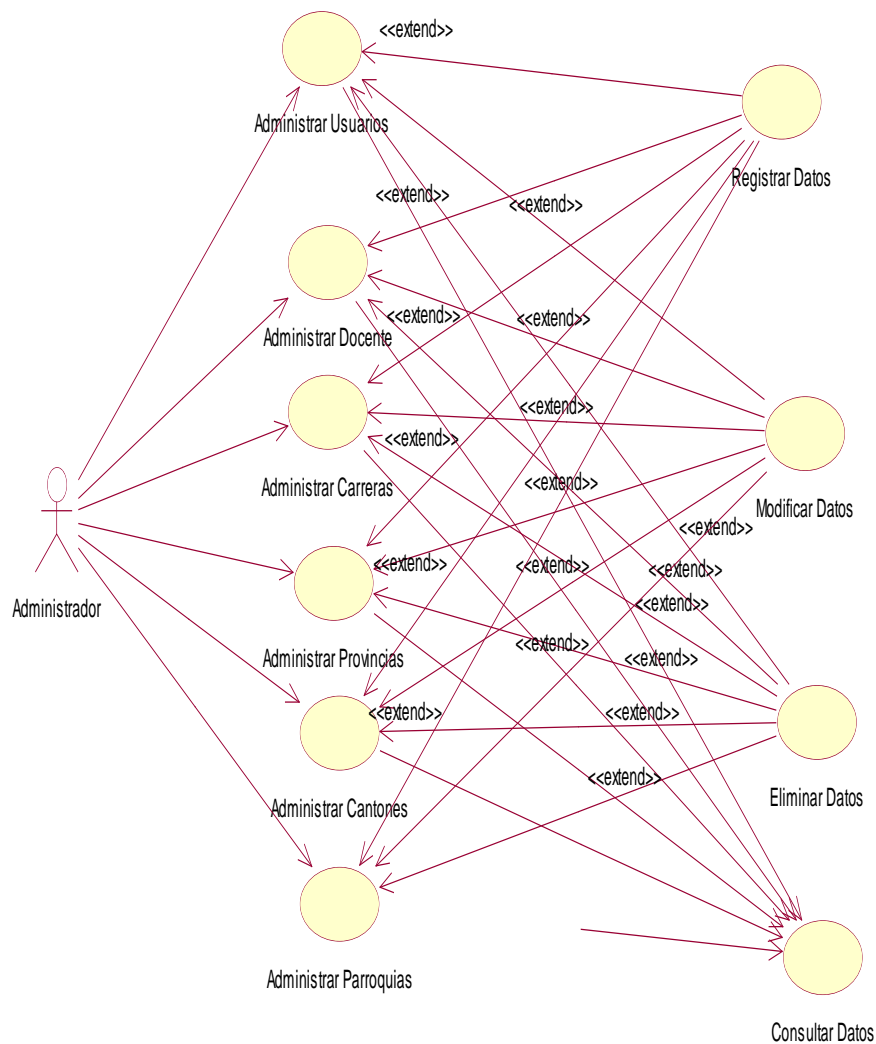 <<extend>>
Administrar Usuarios
Registrar Datos
<<extend>>
<<extend>>
<<extend>>
<<extend>>
Administrar Docente
<<extend>>
<<extend>>
Administrar Carreras
<<extend>>
Modificar Datos
<<extend>>
<<extend>>
<<extend>>
<<extend>>
<<extend>>
Administrador
<<extend>>
Administrar Provincias
<<extend>>
<<extend>>
<<extend>>
<<extend>>
Eliminar Datos
Administrar Cantones
Administrar Parroquias
Consultar Datos